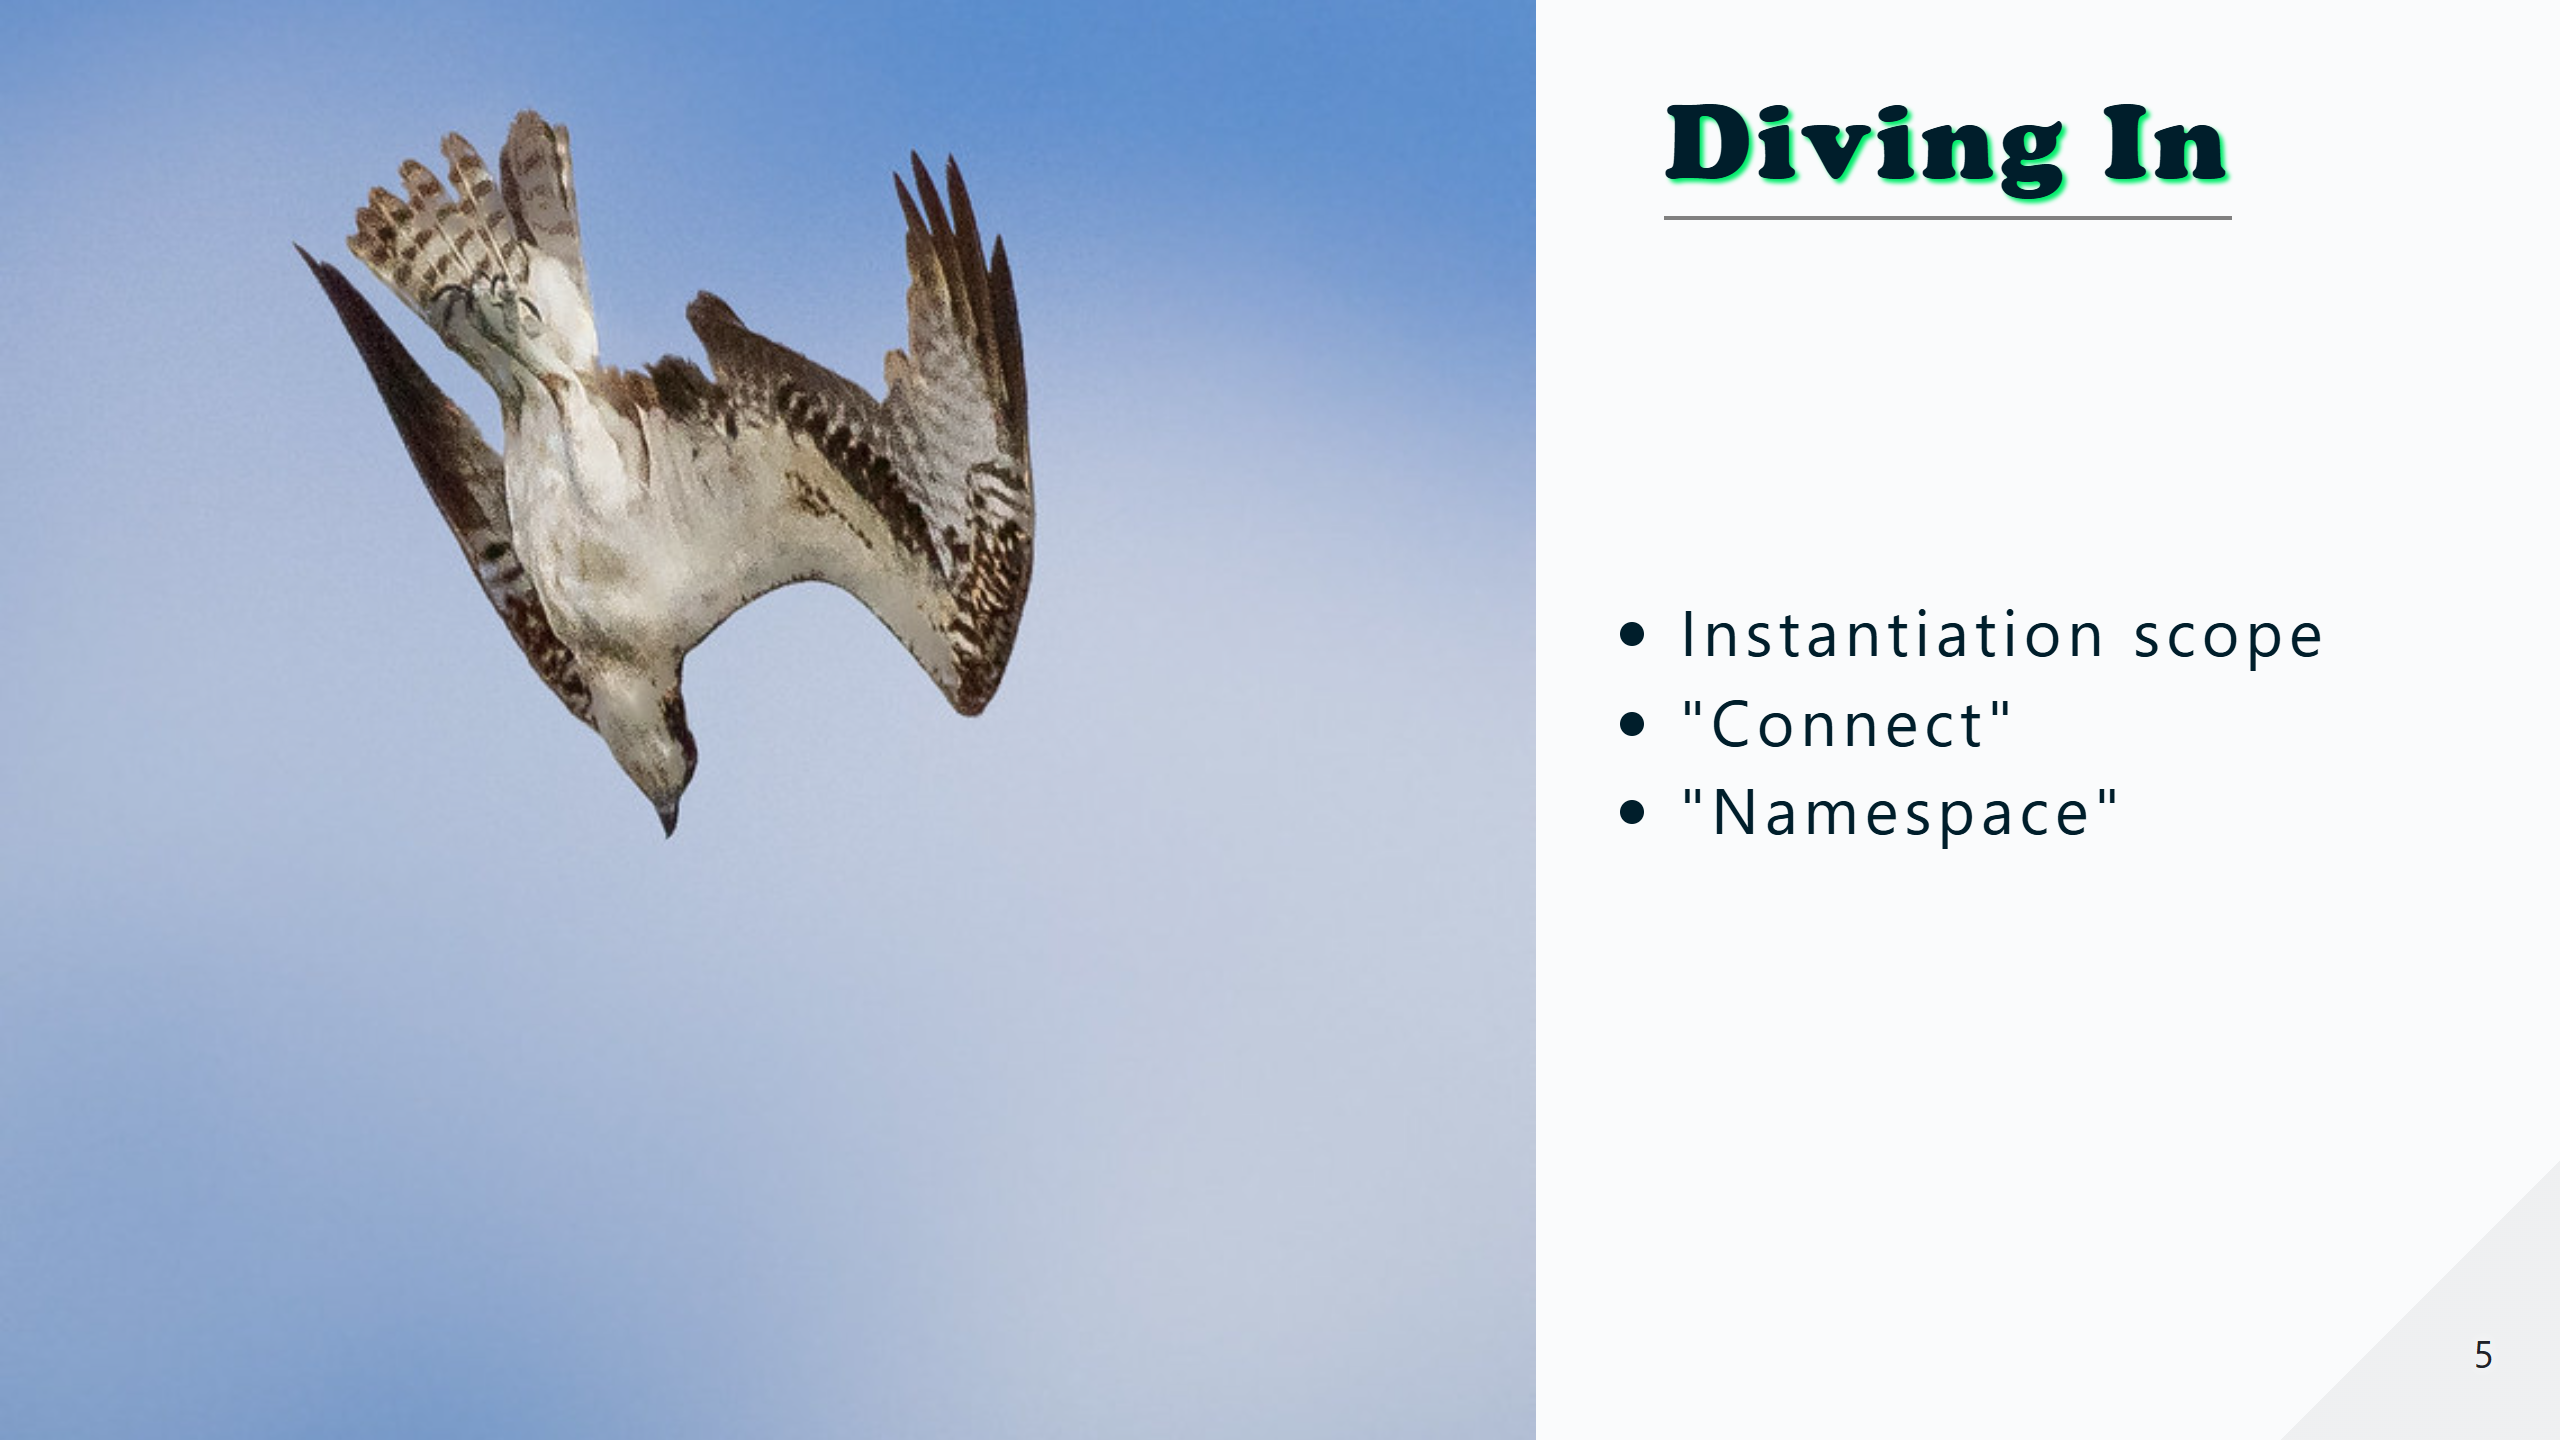 Diving In
• Instantiation scope
• "Connect"
• "Namespace"
5